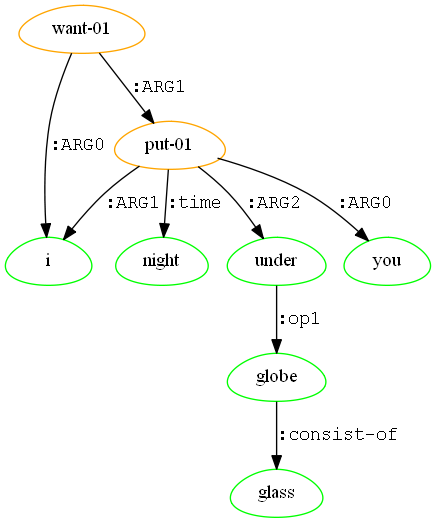 want-01
:ARG1
:ARG0
put-01
:ARG1 :time :ARG2 :ARG0
i night under you
:op1
globe
:consist-of
glass